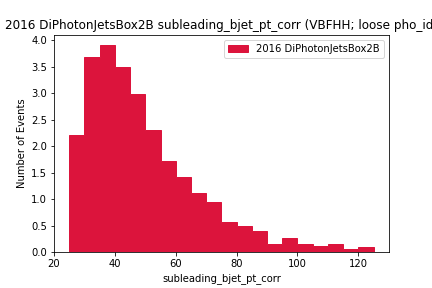 2016 DiPhotonJetsBox2B subleading_bjet_pt_corr (VBFHH; loose pho_id
2016 DiPhotonJetsBox2B
4.0
3.5
3.0
2.5
2.0
1.5
1.0
0.5
0.0
Number of Events
20 40 60 80 100 120
subleading_bjet_pt_corr